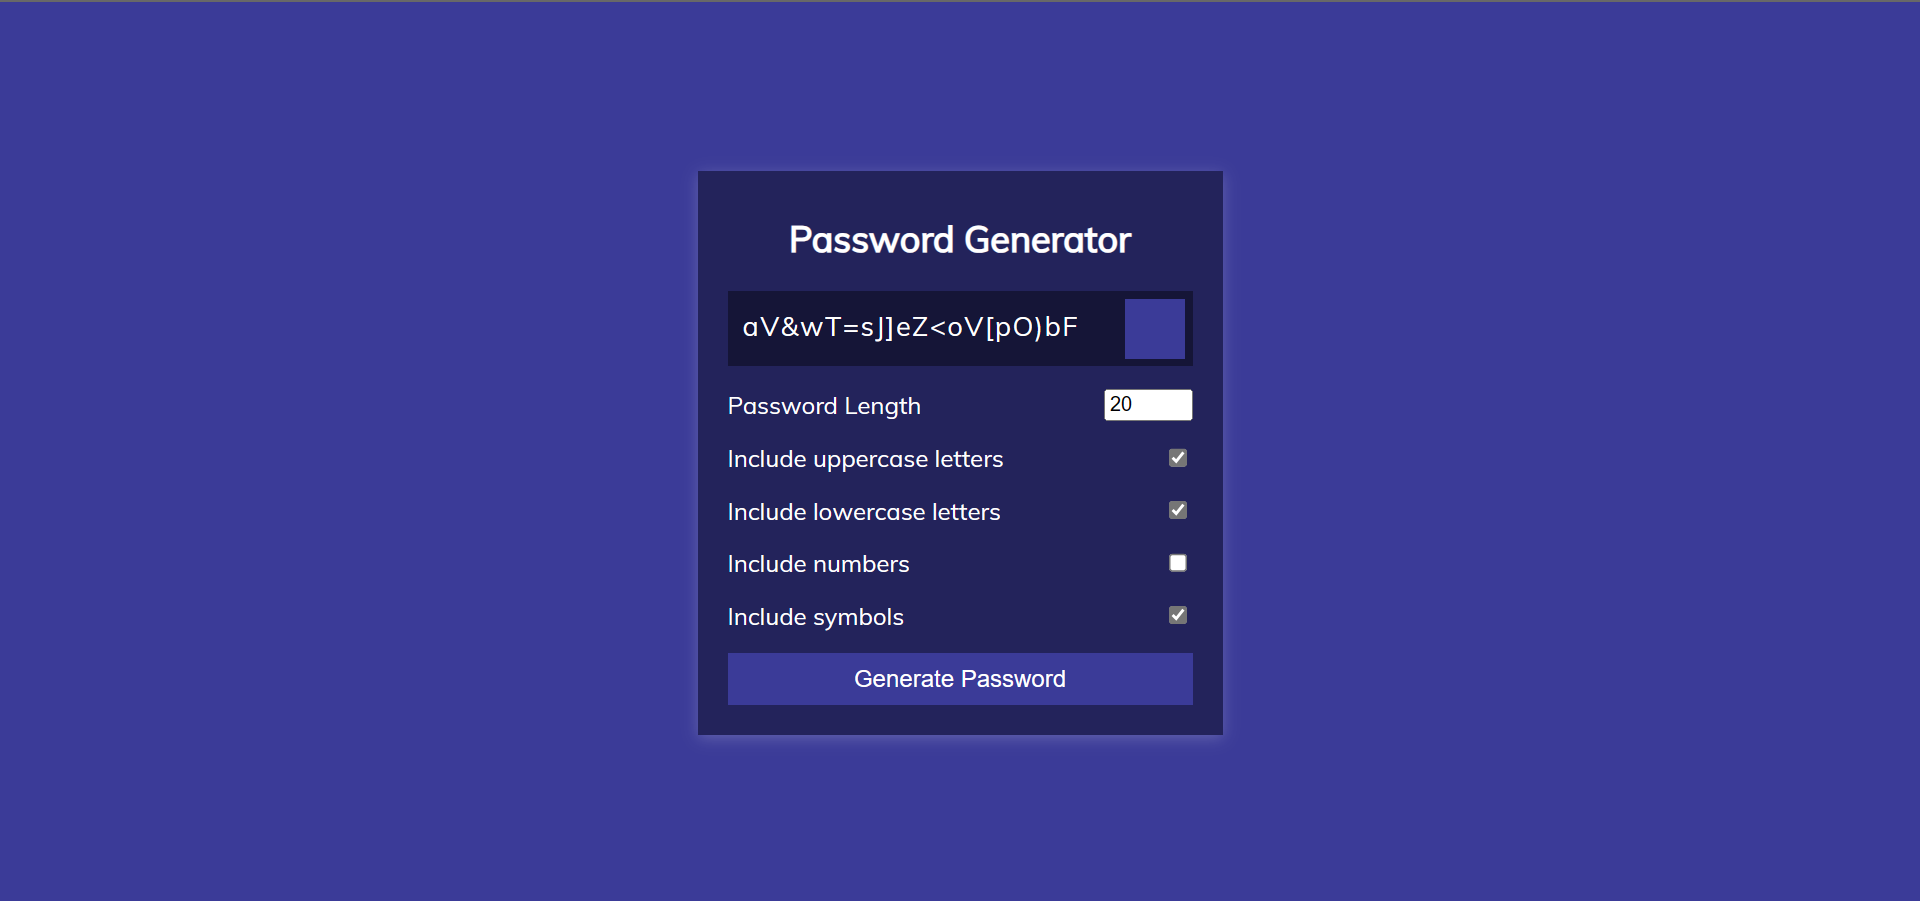 Password Generator
aV&wT=sJ]eZ<oV[pO)bF
Password Length
20
Include uppercase letters
Include lowercase letters
Include numbers
Include symbols
Generate Password